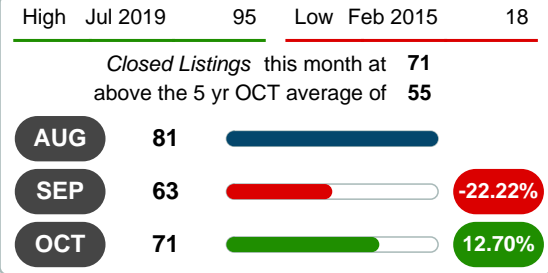 High Jul 2019 95 Low Feb 2015 18
Closed Listings this month at 71
above the 5 yr OCT average of 55
AUG 81
SEP 63 -22.22%
OCT 71 12.70%